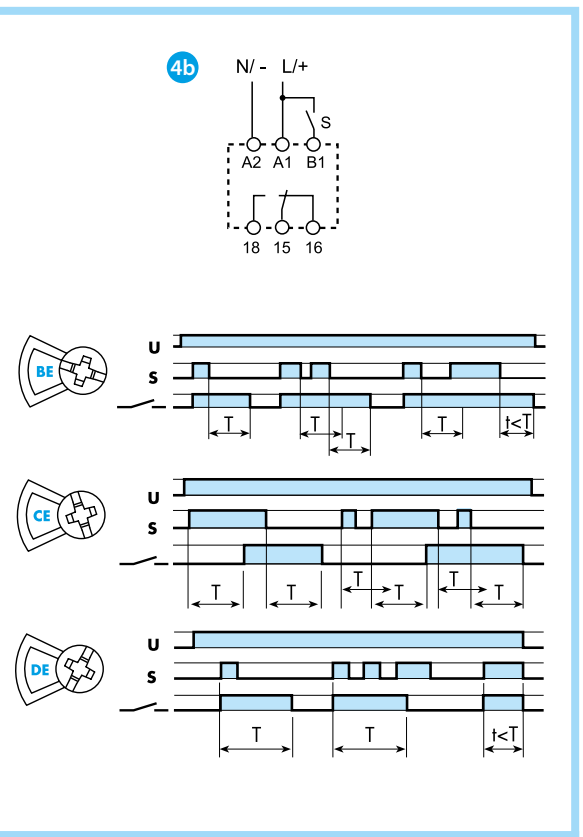 4b N/ - L/+
S
A2 A1 B1
18 15 16
BE
U
S
T T T t<T
T
CE
U
S
T T T T T T
DE
U
S
T T t<T